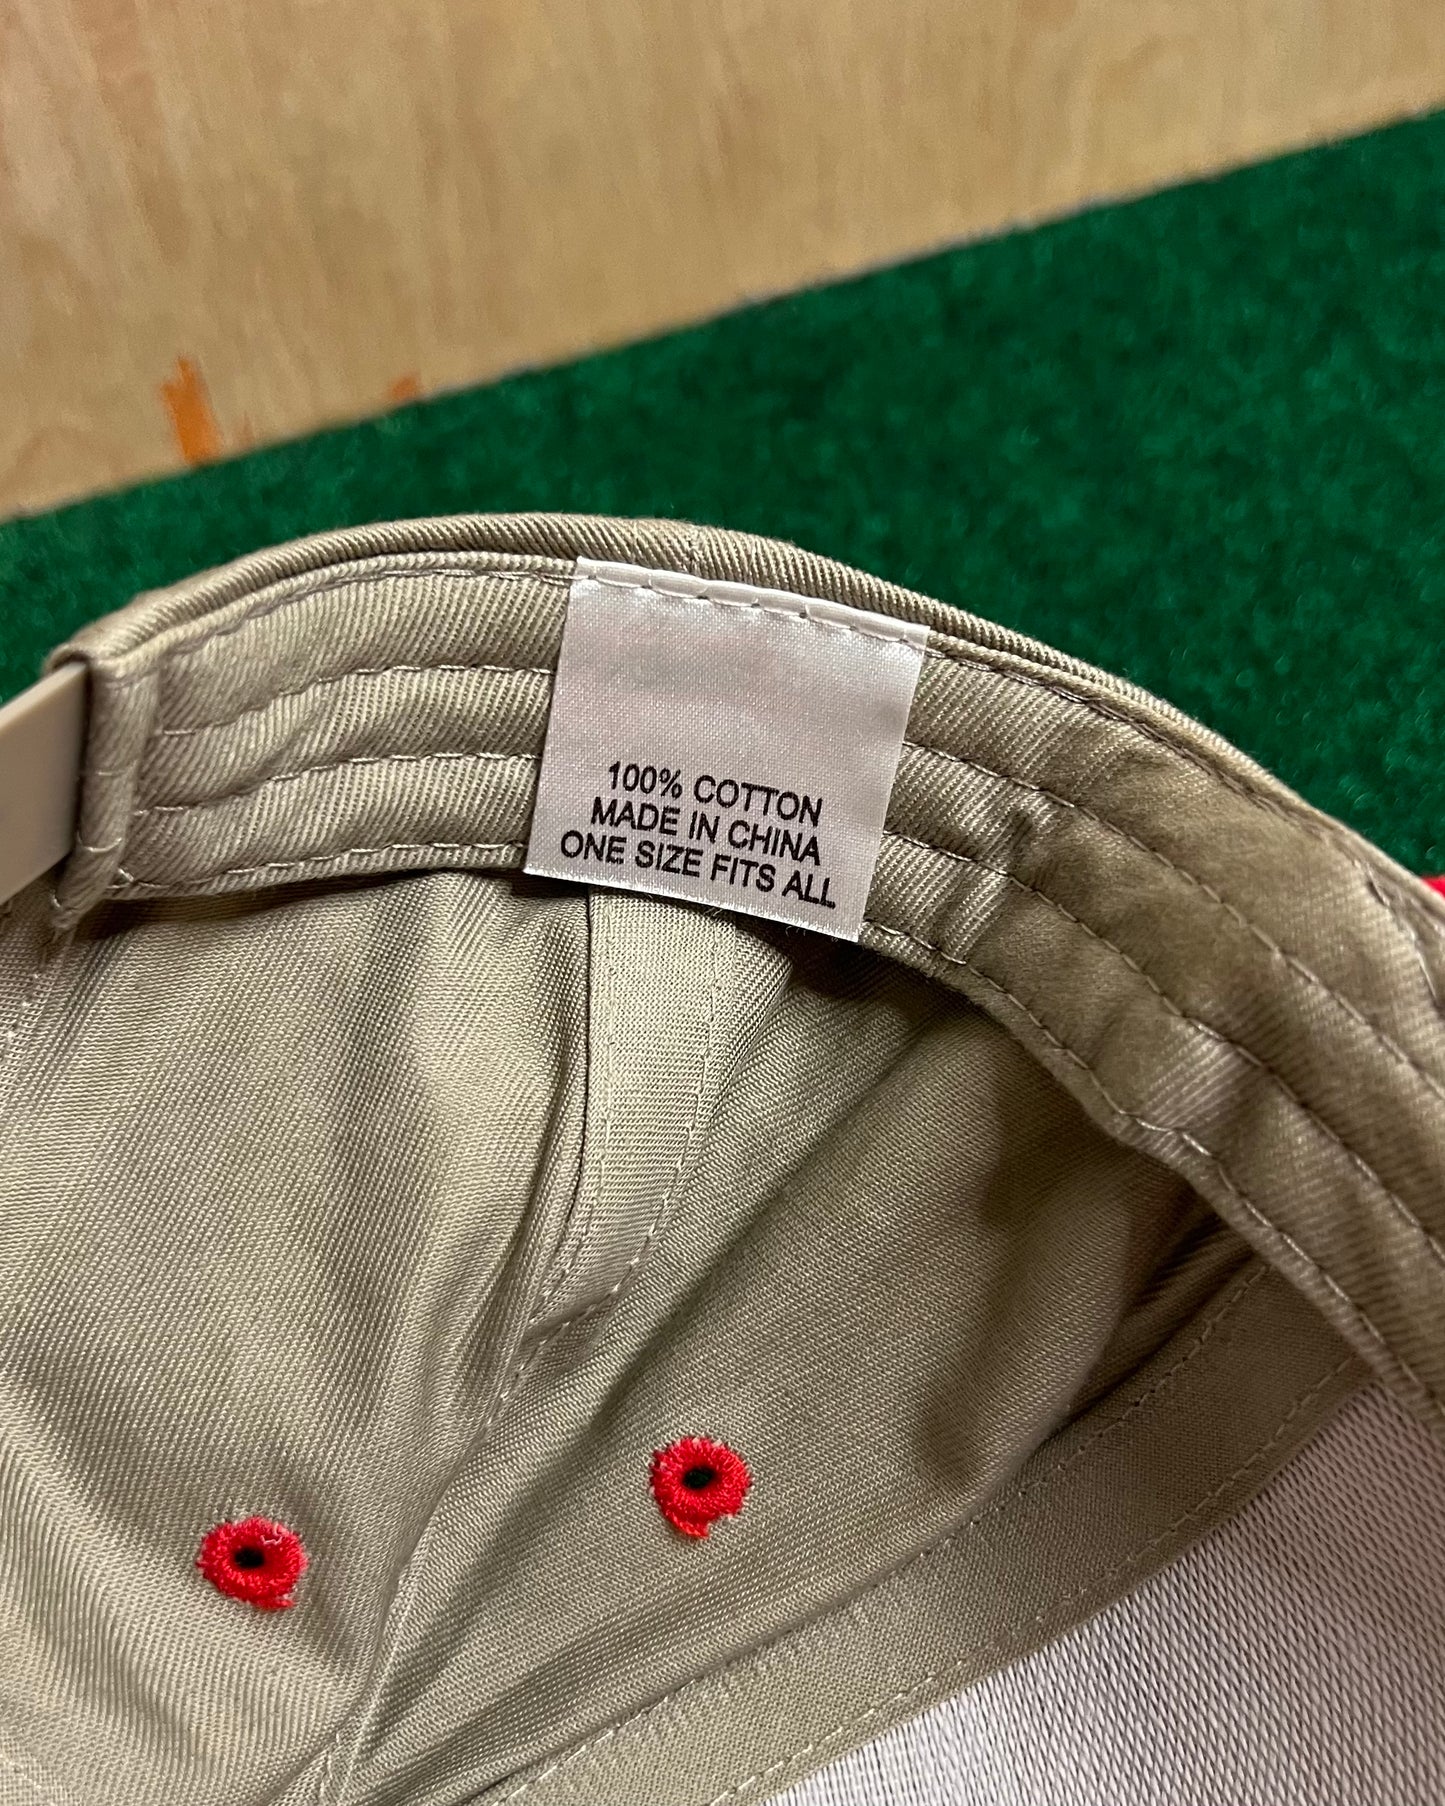 100% COTTON
MADE IN CHINA
ONE SIZE FITS ALL